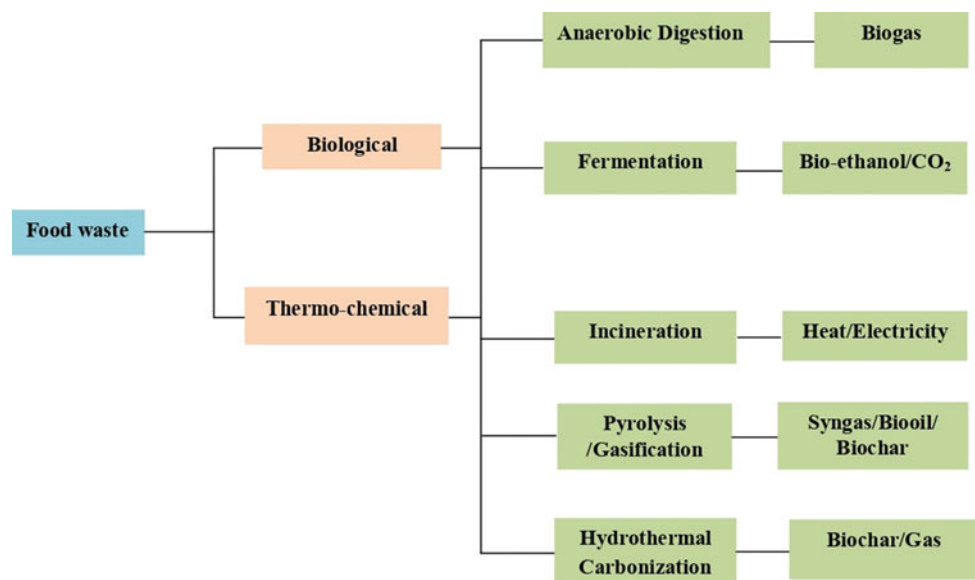 Food waste
Biological
Thermo-chemical
Anaerobic Digestion
Biogas
Fermentation
Bio-ethanol/CO₂
Incineration
Heat/Electricity
Pyrolysis
/Gasification
Syngas/Biooil/
Biochar
Hydrothermal
Carbonization
Biochar/Gas